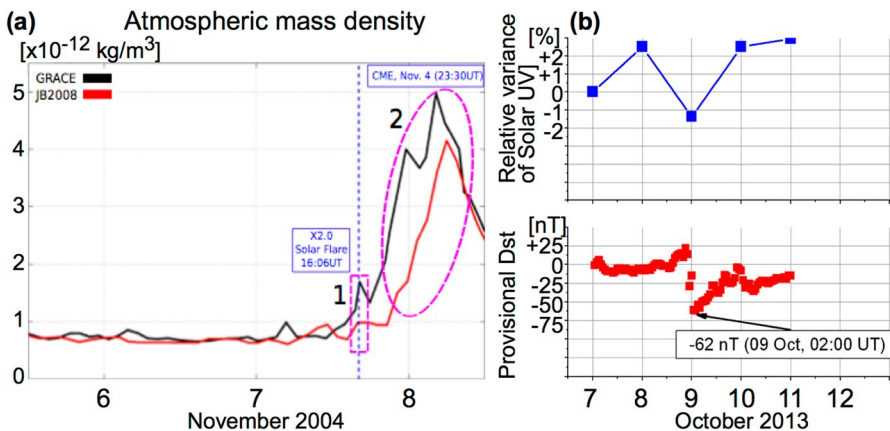 (a) Atmospheric mass density
[x10⁻¹² kg/m³]
GRACE
JB2008
CME, Nov. 4 (23:30UT)
2
X2.0
Solar Flare
16:06UT
1
5
4
3
2
1
0
6 7 8
November 2004
(b)
[%]
+2
+1
0
-1
-2
Relative variance
of Solar UV
[nT]
+25
0
-25
-50
-75
Provisional Dst
-62 nT (09 Oct, 02:00 UT)
7 8 9 10 11 12 13
October 2013